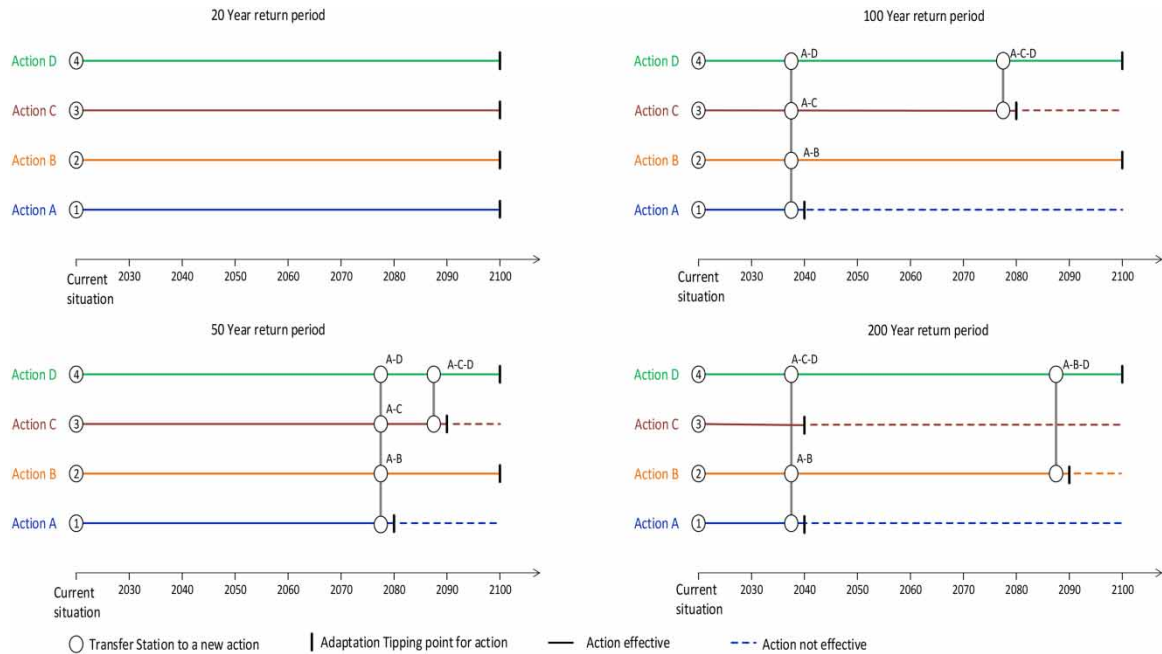 20 Year return period
Action D 4
Action C 3
Action B 2
Action A 1
Current situation 2030 2040 2050 2060 2070 2080 2090 2100
100 Year return period
A-D A-C-D
Action D 4
A-C
Action C 3
A-B
Action B 2
Action A 1
Current situation 2030 2040 2050 2060 2070 2080 2090 2100
50 Year return period
A-D A-C-D
Action D 4
A-C
Action C 3
A-B
Action B 2
Action A 1
Current situation 2030 2040 2050 2060 2070 2080 2090 2100
200 Year return period
A-C-D A-B-D
Action D 4
Action C 3
A-B
Action B 2
Action A 1
Current situation 2030 2040 2050 2060 2070 2080 2090 2100
Transfer Station to a new action Adaptation Tipping point for action Action effective Action not effective